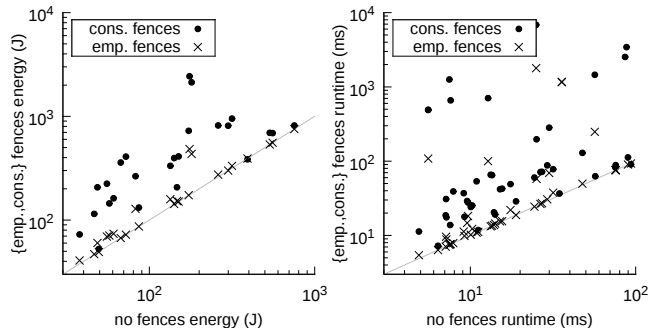 10⁴
10³
10²
{emp.,cons.} fences energy (J)
cons. fences
emp. fences
10²
10³
no fences energy (J)
10⁴
10³
10²
10¹
{emp.,cons.} fences runtime (ms)
cons. fences
emp. fences
10¹
10²
no fences runtime (ms)